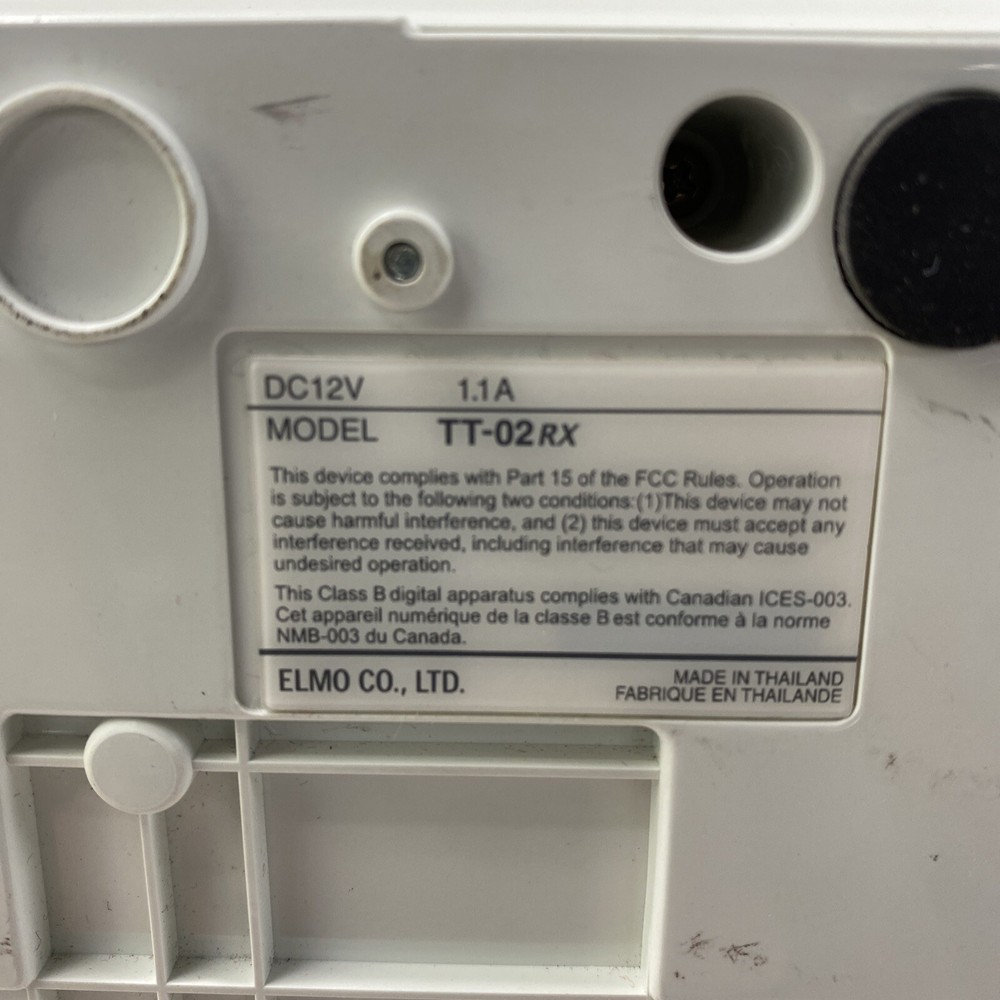 DC12V 1.1A
MODEL TT-02RX
This device complies with Part 15 of the FCC Rules. Operation
is subject to the following two conditions:(1)This device may not
cause harmful interference, and (2) this device must accept any
interference received, including interference that may cause
undesired operation.
This Class B digital apparatus complies with Canadian ICES-003.
Cet appareil numérique de la classe B est conforme à la norme
NMB-003 du Canada.
ELMO CO., LTD.
MADE IN THAILAND
FABRIQUE EN THAILANDE